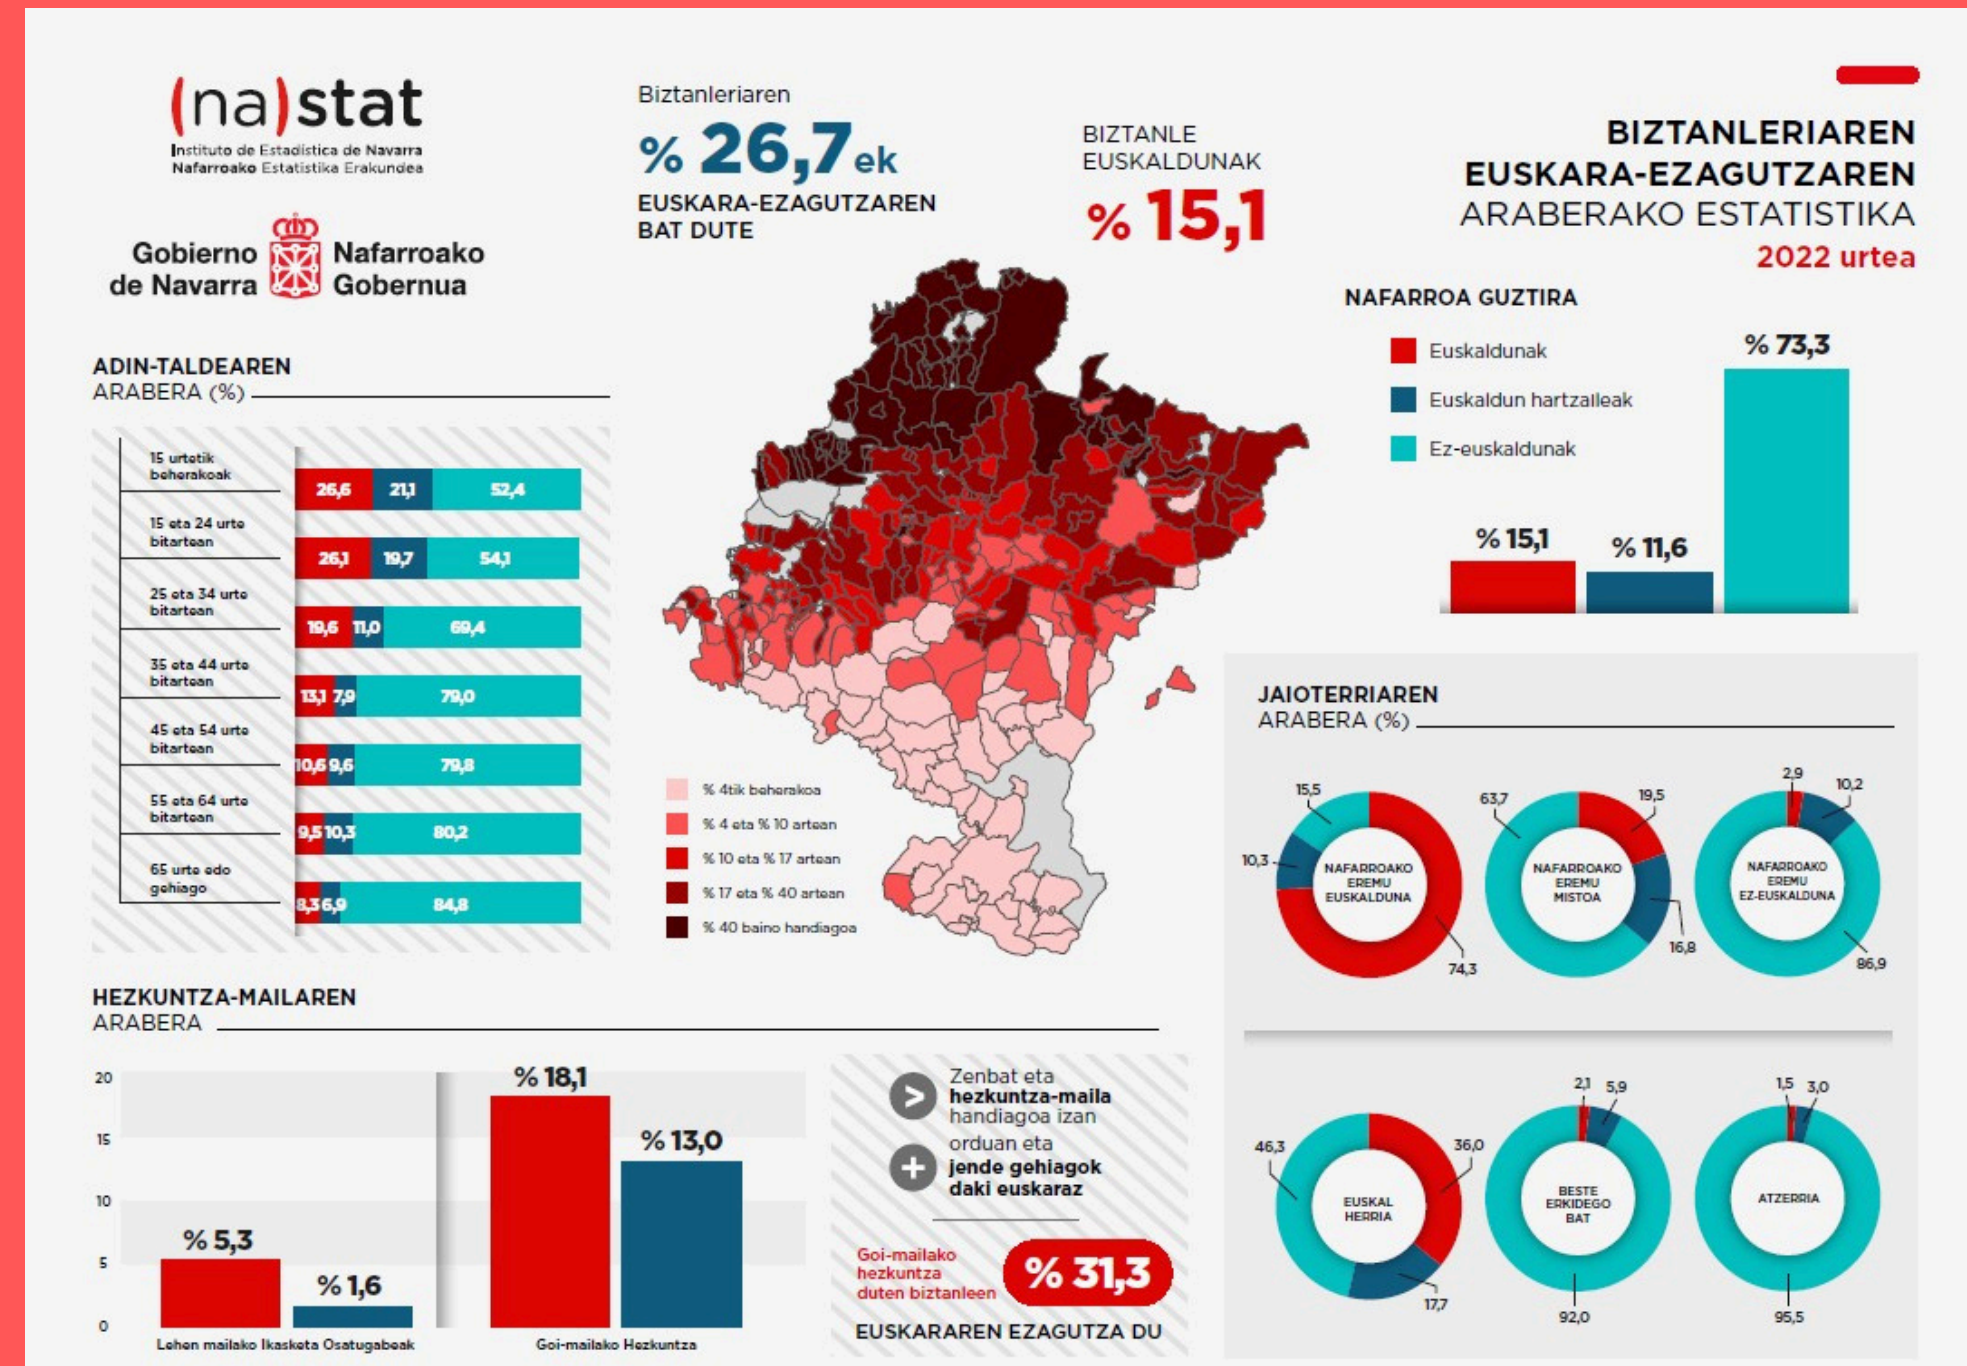 (na)stat
Instituto de Estadística de Navarra
Nafarroako Estatistika Erakundea
Gobierno
de Navarra
Nafarroako
Gobernua
Biztanleriaren
% 26,7ek
EUSKARA-EZAGUTZAREN
BAT DUTE
BIZTANLE
EUSKALDUNAK
% 15,1
BIZTANLERIAREN
EUSKARA-EZAGUTZAREN
ARABERAKO ESTATISTIKA
2022 urtea
NAFARROA GUZTIRA
Euskaldunak
Euskaldun hartzaileak
Ez-euskaldunak
% 15,1
% 11,6
% 73,3
ADIN-TALDEAREN
ARABERA (%)
15 urtetik
beherakoak
26,6 21,1 52,4
15 eta 24 urte
bitartean
26,1 19,7 54,1
25 eta 34 urte
bitartean
19,6 11,0 69,4
35 eta 44 urte
bitartean
13,1 7,9 79,0
45 eta 54 urte
bitartean
10,6 9,6 79,8
55 eta 64 urte
bitartean
9,5 10,3 80,2
65 urte edo
gehiago
8,3 6,9 84,8
% 4tik beherakoa
% 4 eta % 10 artean
% 10 eta % 17 artean
% 17 eta % 40 artean
% 40 baino handiagoa
JAIOTERRIAREN
ARABERA (%)
15,5
10,3
74,3
NAFARROAKO
EREMU
EUSKALDUNA
63,7
19,5
16,8
NAFARROAKO
EREMU
MISTOA
2,9
10,2
86,9
NAFARROAKO
EREMU
EZ-EUSKALDUNA
46,3
36,0
17,7
EUSKAL
HERRIA
2,1 5,9
92,0
BESTE
ERKIDEGO
BAT
1,5 3,0
95,5
ATZERRIA
HEZKUNTZA-MAILAREN
ARABERA
20
15
10
5
0
% 5,3
% 1,6
Lehen mailako Ikasketa Osatugabeak
% 18,1
% 13,0
Goi-mailako Hezkuntza
>
Zenbat eta
hezkuntza-maila
handiagoa izan
+
orduan eta
jende gehiagok
daki euskaraz
Goi-mailako
hezkuntza
duten biztanleen
% 31,3
EUSKARAREN EZAGUTZA DU